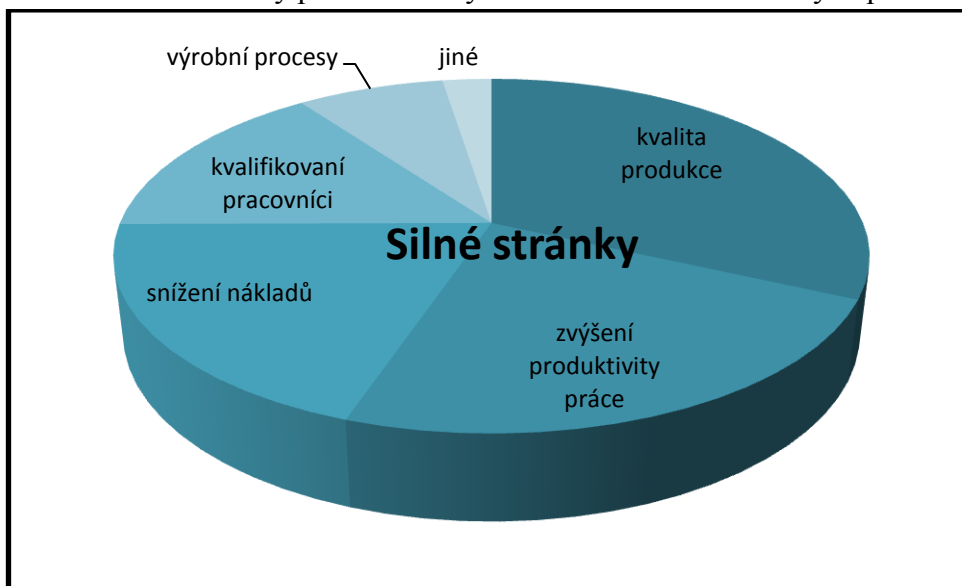 výrobní procesy
jiné
kvalita
produkce
kvalifikovaní
pracovníci
Silné stránky
snížení nákladů
zvýšení
produktivity
práce